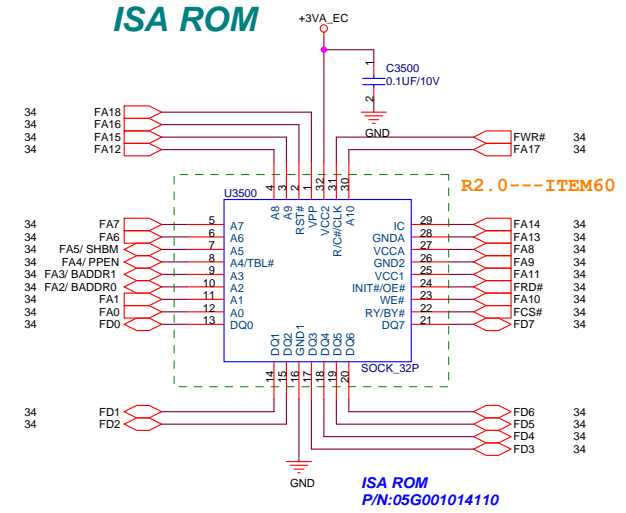 ISA ROM
+3VA_EC
1
C3500
0.1UF/10V
2
GND
34 FA18
34 FA16
34 FA15
34 FA12
FWR# 34
FA17 34
R2.0---ITEM60
4 3 2 1 32 31 30
U3500
A8 A9 RST# VPP VCC2 R/C#/CLK A10
34 FA7 5 A7 IC 29 FA14 34
34 FA6 6 A6 GNDA 28 FA13 34
34 FA5/ SHBM 7 A5 VCCA 27 FA8 34
34 FA4/ PPEN 8 A4/TBL# GND2 26 FA9 34
34 FA3/ BADDR1 9 A3 VCC1 25 FA11 34
34 FA2/ BADDR0 10 A2 INIT#/OE# 24 FRD# 34
34 FA1 11 A1 WE# 23 FA10 34
34 FA0 12 A0 RY/BY# 22 FCS# 34
34 FD0 13 DQ0 DQ7 21 FD7 34
DQ1 DQ2 GND1 DQ3 DQ4 DQ5 DQ6
SOCK_32P
14 15 16 17 18 19 20
34 FD1 FD6 34
34 FD2 FD5 34
FD4 34
FD3 34
GND
ISA ROM
P/N:05G001014110